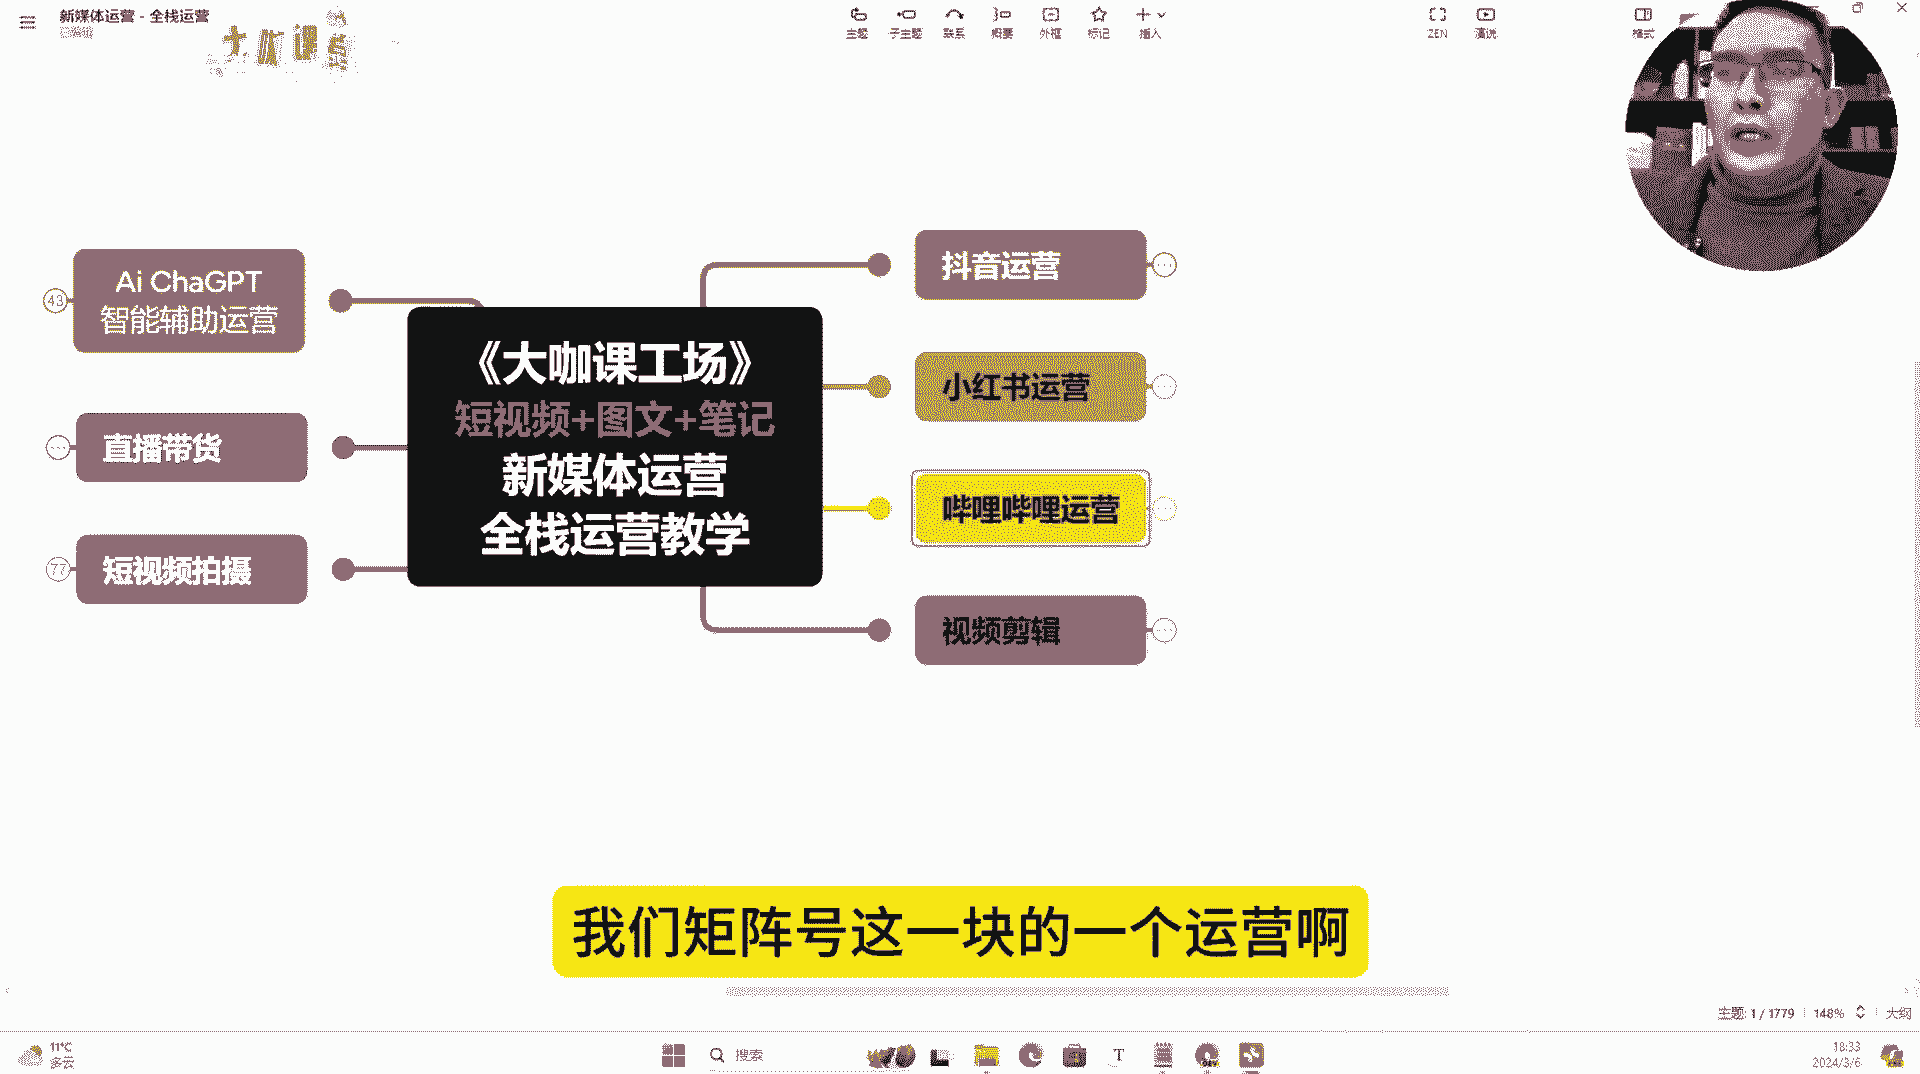 新媒体运营 - 全栈运营
已编辑
大咖课
主题
子主题
联系
概要
外框
标记
插入
ZEN
演说
格式
43
Ai ChaGPT
智能辅助运营
直播带货
77
短视频拍摄
《大咖课工场》
短视频+图文+笔记
新媒体运营
全栈运营教学
抖音运营
小红书运营
哔哩哔哩运营
视频剪辑
我们矩阵号这一块的一个运营啊
主题: 1 / 1779
148%
大纲
11°C
多云
搜索
18:33
2024/3/6